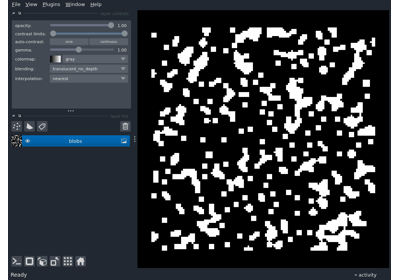 File View Plugins Window Help
opacity: 1.00
contrast limits:
auto-contrast: once continuous
gamma: 1.00
colormap: gray
blending: translucent_no_depth
interpolation: nearest
blobs
Ready
activity